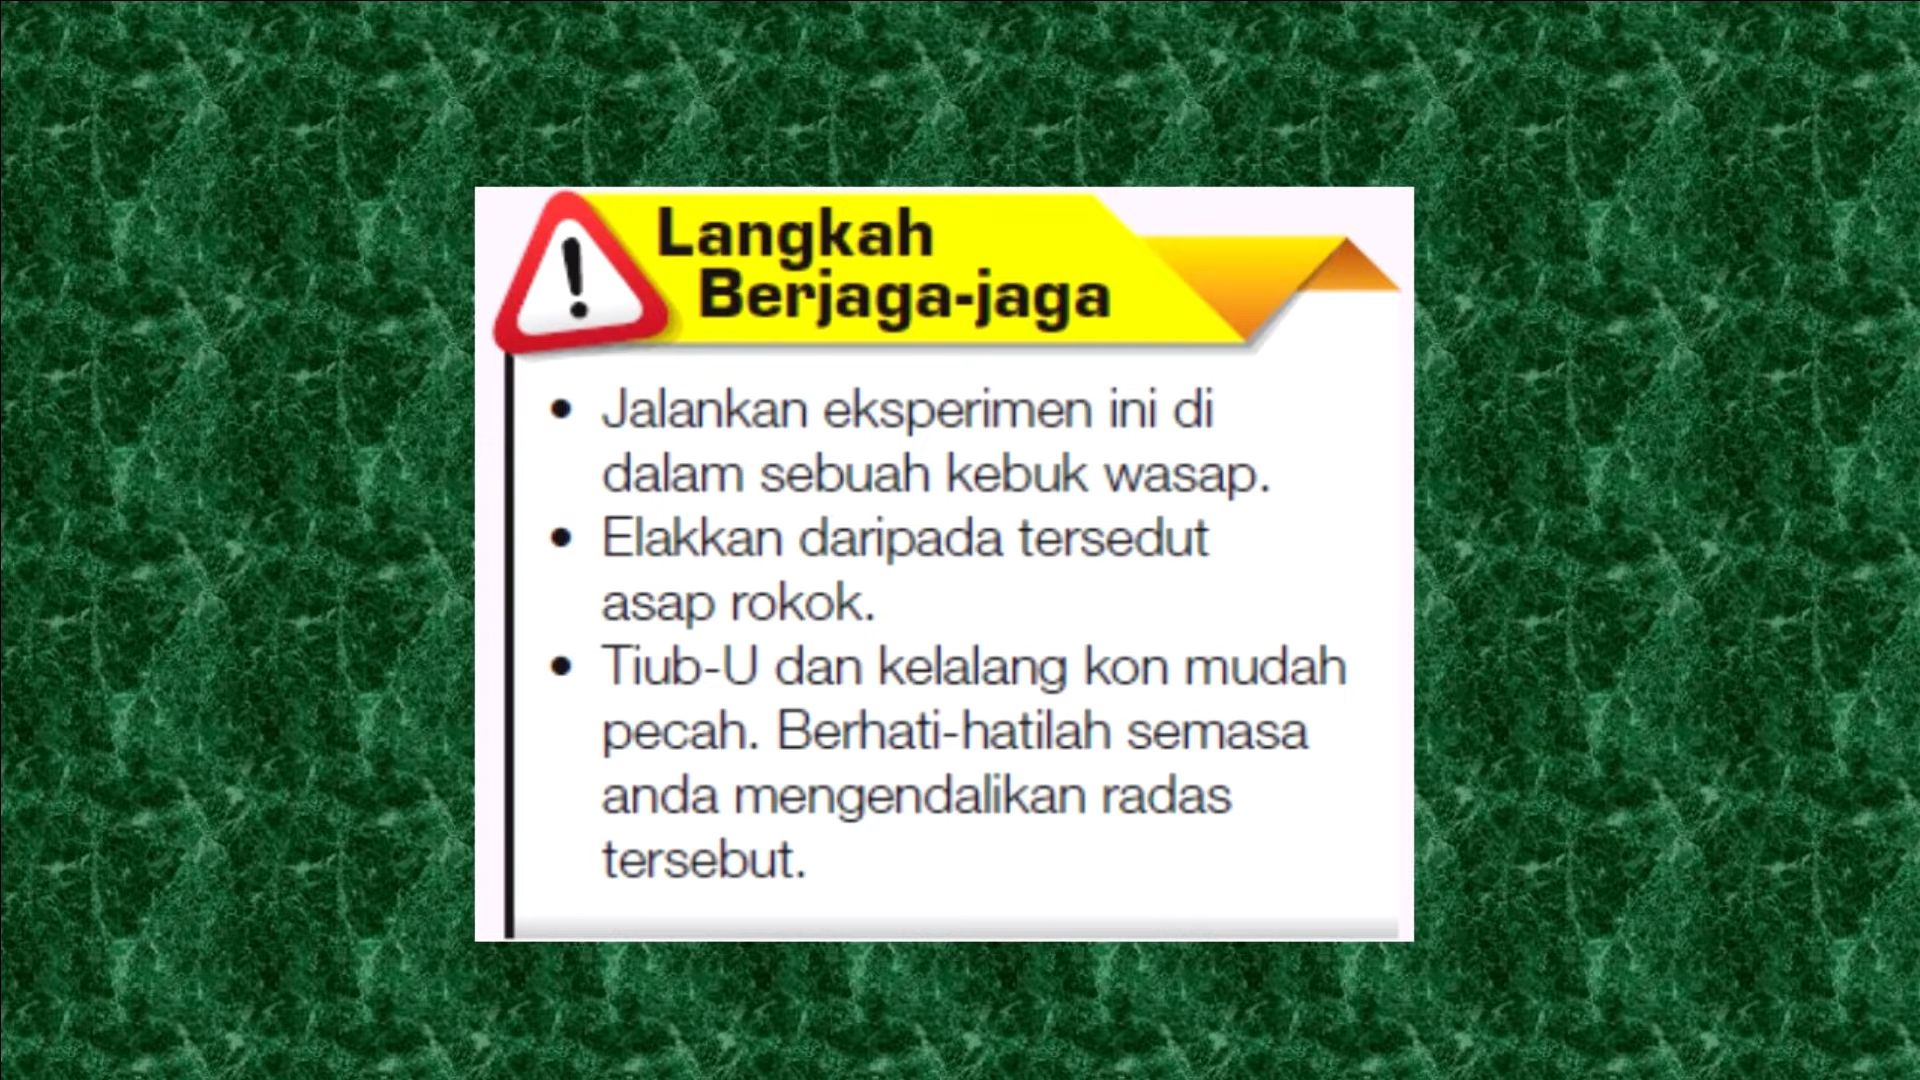 Langkah
Berjaga-jaga
• Jalankan eksperimen ini di
dalam sebuah kebuk wasap.
• Elakkan daripada tersedut
asap rokok.
• Tiub-U dan kelalang kon mudah
pecah. Berhati-hatilah semasa
anda mengendalikan radas
tersebut.